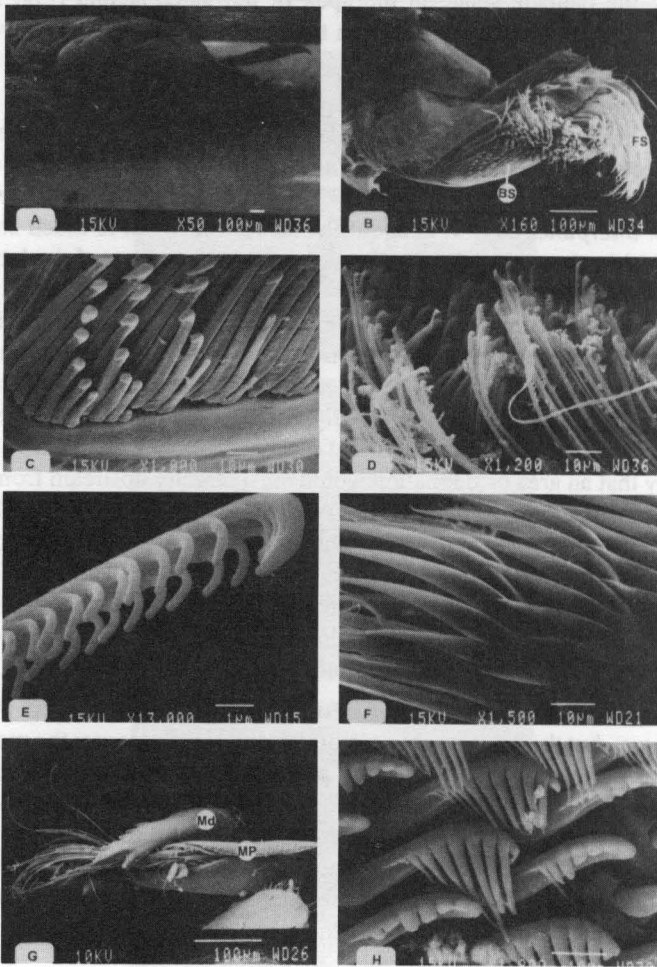 A 15KV X50 100µm WD36
FS
BS
B 15KV X160 100µm WD34
C 15KV X1,000 10µm WD30
D 15KV X1,200 10µm WD36
E 15KV X13,000 1µm WD15
F 15KV X1,500 10µm WD21
Md
MP
G 10KV 100µm WD26
H